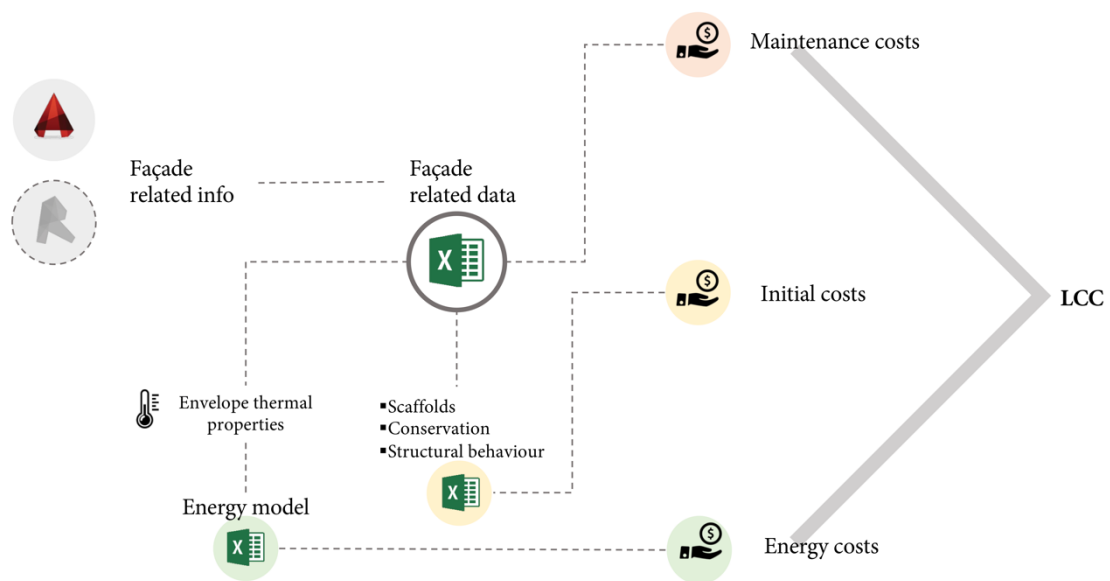 Maintenance costs
Façade
related info
Façade
related data
X
Initial costs
LCC
Envelope thermal
properties
▪Scaffolds
▪Conservation
▪Structural behaviour
X
Energy model
X
Energy costs
$
$
$